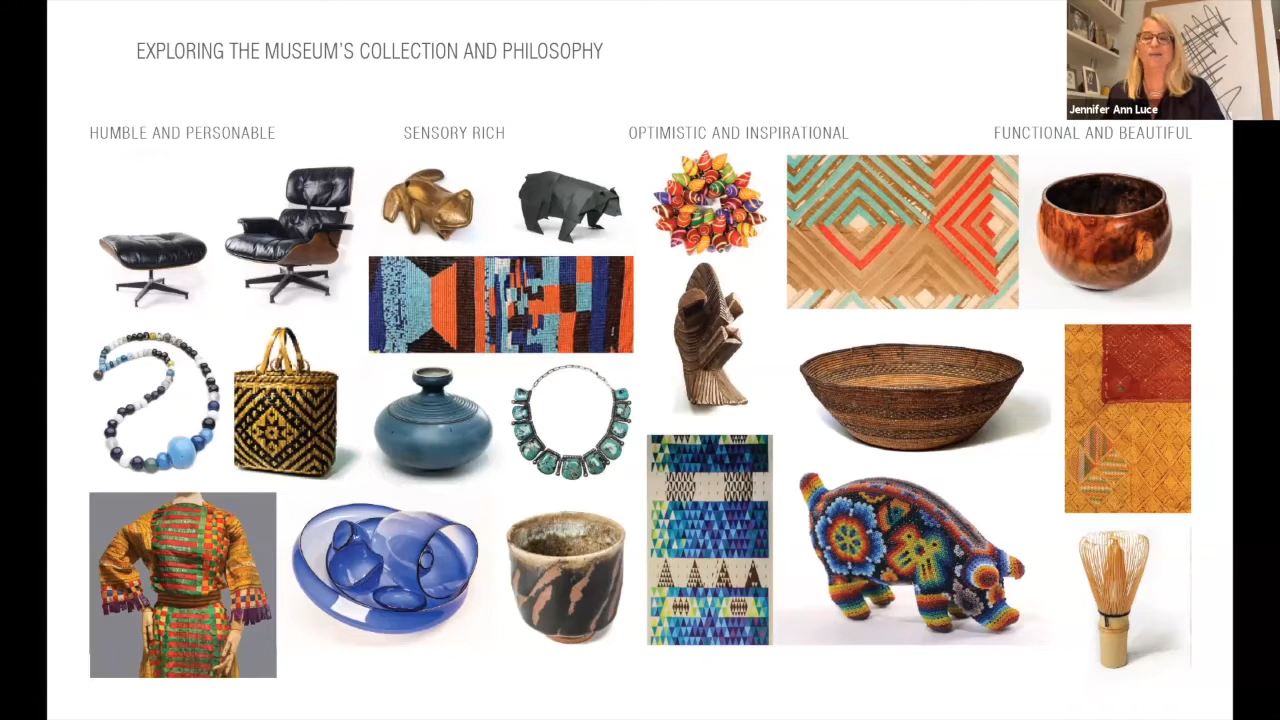 EXPLORING THE MUSEUM'S COLLECTION AND PHILOSOPHY
Jennifer Ann Luce
HUMBLE AND PERSONABLE
SENSORY RICH
OPTIMISTIC AND INSPIRATIONAL
FUNCTIONAL AND BEAUTIFUL